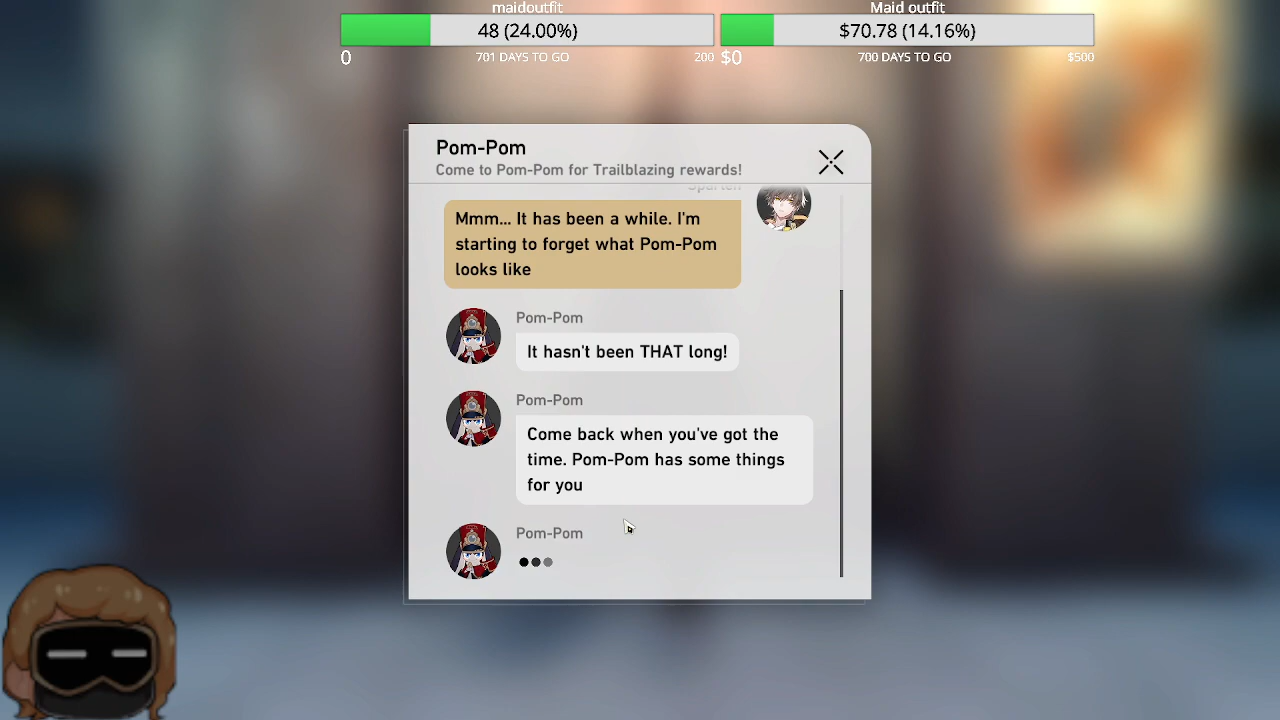 maidoutfit
Maid outfit
48 (24.00%)
$70.78 (14.16%)
0
701 DAYS TO GO
200
$0
700 DAYS TO GO
$500
Pom-Pom
Come to Pom-Pom for Trailblazing rewards!
Mmm... It has been a while. I'm
starting to forget what Pom-Pom
looks like
Pom-Pom
It hasn't been THAT long!
Pom-Pom
Come back when you've got the
time. Pom-Pom has some things
for you
Pom-Pom